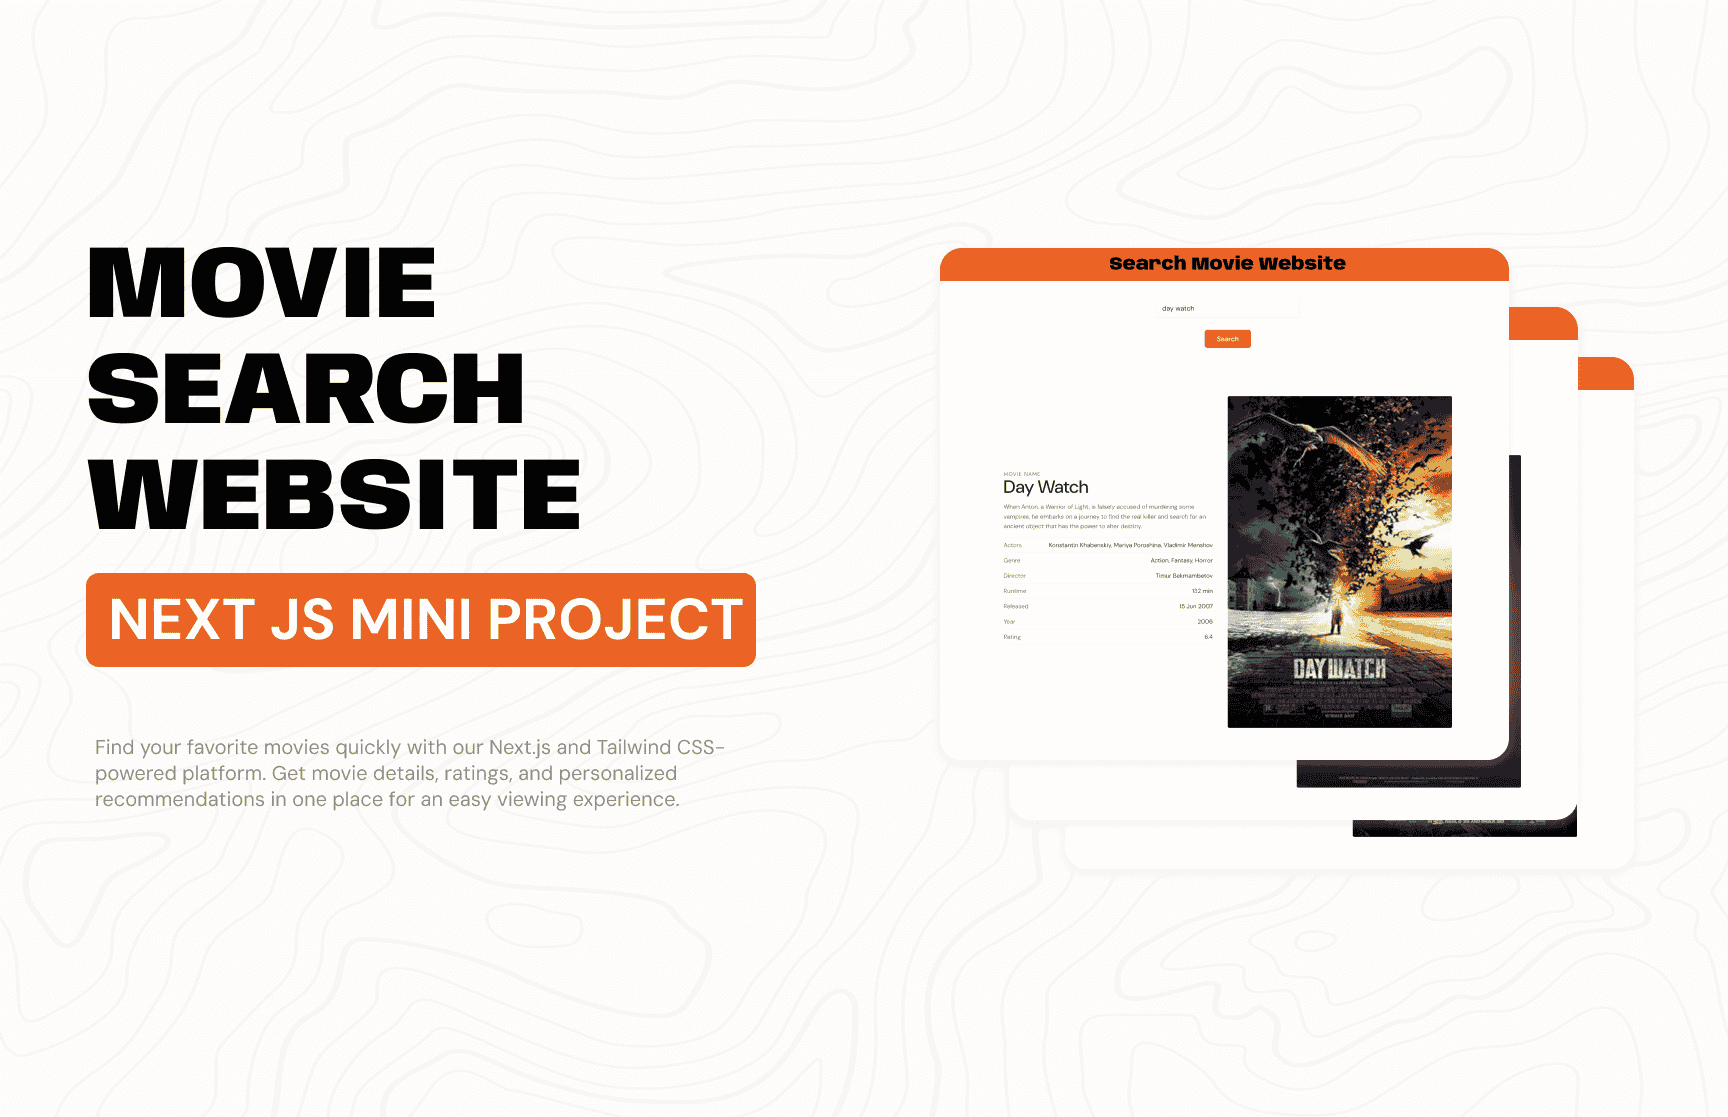 MOVIE
SEARCH
WEBSITE
NEXT JS MINI PROJECT
Find your favorite movies quickly with our Next.js and Tailwind CSS-
powered platform. Get movie details, ratings, and personalized
recommendations in one place for an easy viewing experience.
Search Movie Website
day watch
Search
MOVIE NAME
Day Watch
When Anton, a Warrior of Light, is falsely accused of murdering some
vampires, he embarks on a journey to find the real killer and search for an
ancient object that has the power to alter destiny.
Actors Konstantin Khabenskiy, Mariya Poroshina, Vladimir Menshov
Genre Action, Fantasy, Horror
Director Timur Bekmambetov
Runtime 132 min
Released 15 Jun 2007
Year 2006
Rating 6.4
DAY WATCH